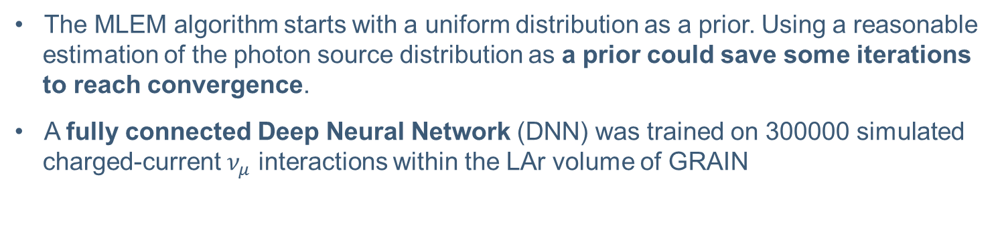 • The MLEM algorithm starts with a uniform distribution as a prior. Using a reasonable
estimation of the photon source distribution as a prior could save some iterations
to reach convergence.
• A fully connected Deep Neural Network (DNN) was trained on 300000 simulated
charged-current νμ interactions within the LAr volume of GRAIN